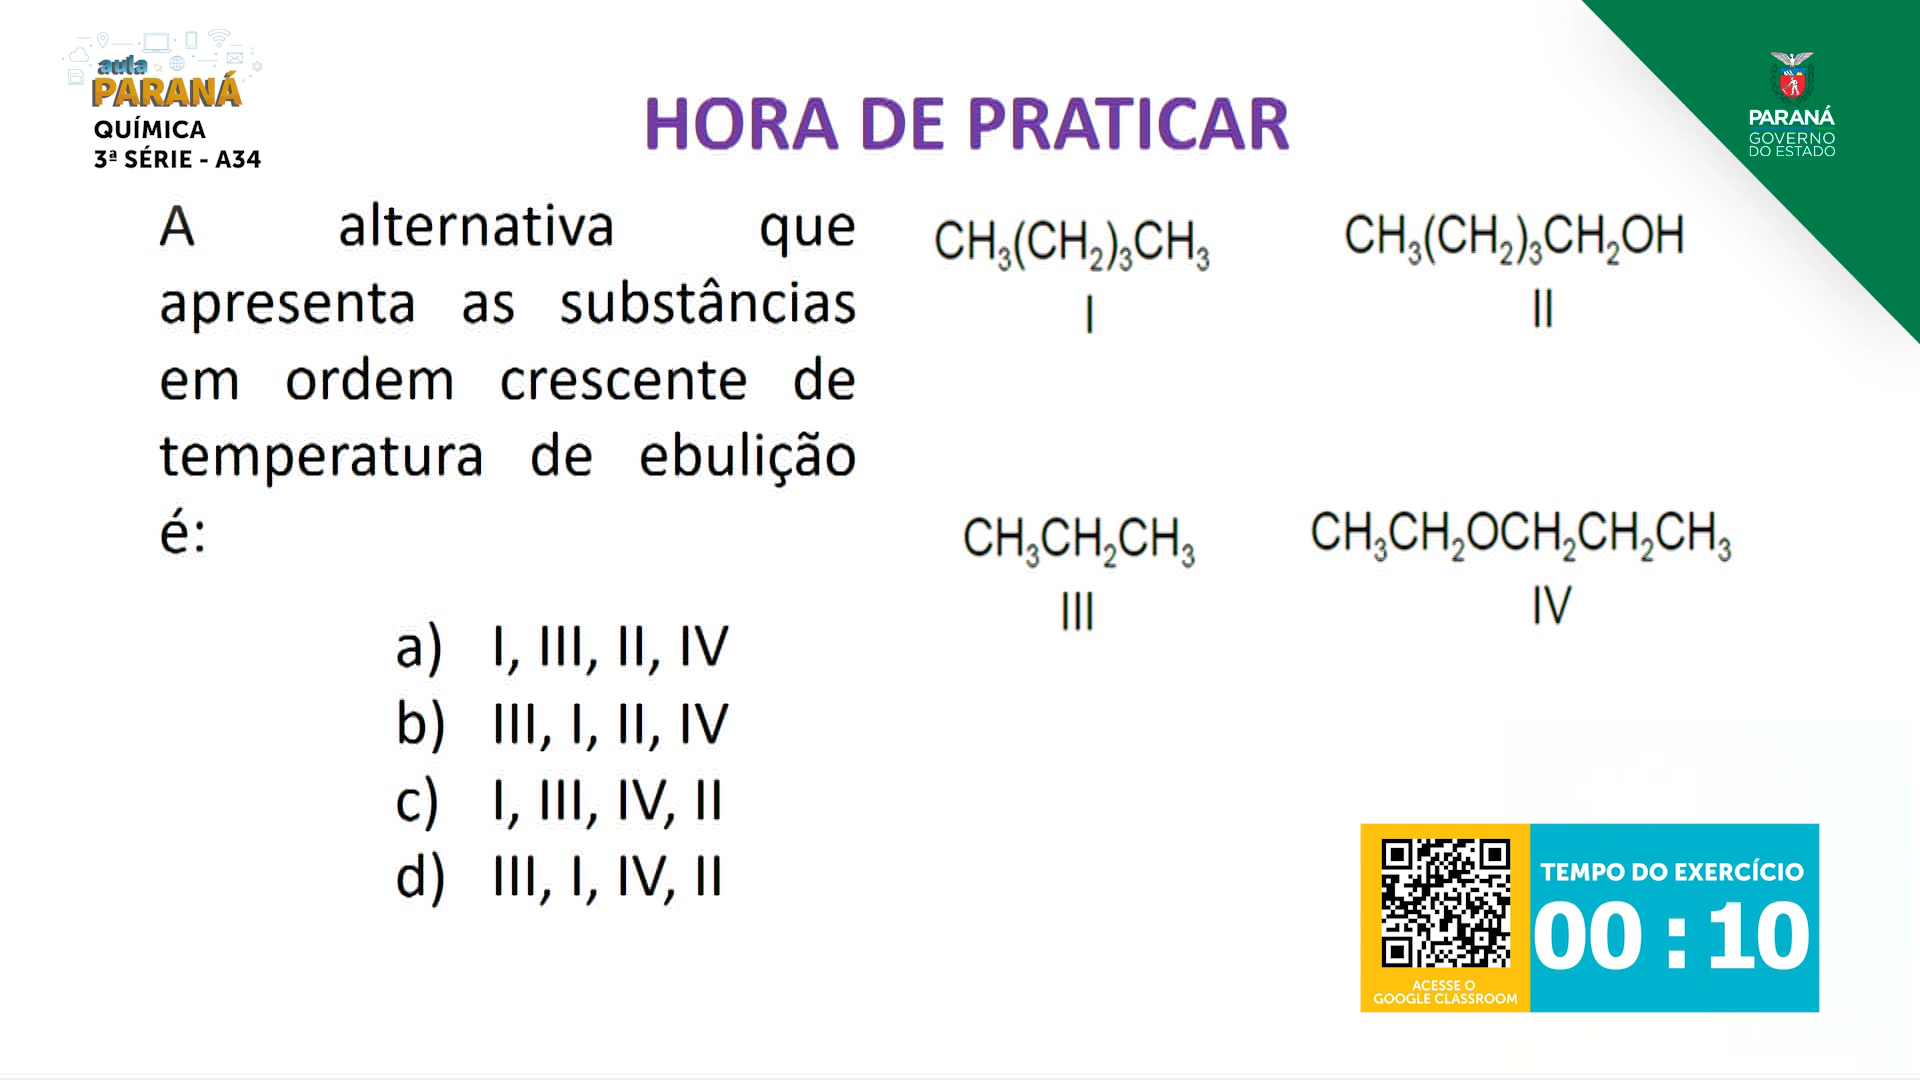 aula
PARANÁ
QUÍMICA
3ª SÉRIE - A34
PARANÁ
GOVERNO
DO ESTADO
HORA DE PRATICAR
A alternativa que
apresenta as substâncias
em ordem crescente de
temperatura de ebulição
é:
a) I, III, II, IV
b) III, I, II, IV
c) I, III, IV, II
d) III, I, IV, II
CH₃(CH₂)₃CH₃
I
CH₃(CH₂)₃CH₂OH
II
CH₃CH₂CH₃
III
CH₃CH₂OCH₂CH₂CH₃
IV
ACESSE O
GOOGLE CLASSROOM
TEMPO DO EXERCÍCIO
00 : 10